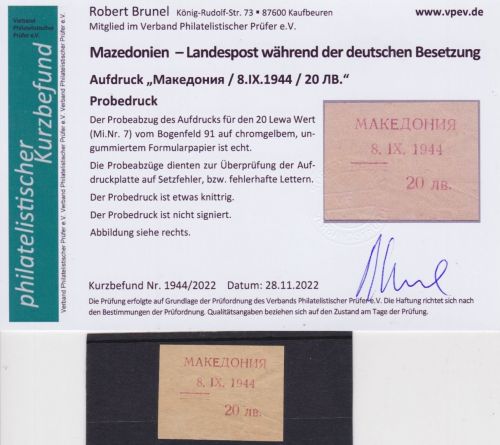 Verband
Philatelistischer
Prüfer e.V.
philatelistischer
Kurzbefund
Verband Philatelistischer Prüfer e.V. Verband Philatelistischer Prüfer e.V.
Robert Brunel König-Rudolf-Str. 73 • 87600 Kaufbeuren www.vpev.de
Mitglied im Verband Philatelistischer Prüfer e.V.
Mazedonien – Landespost während der deutschen Besetzung
Aufdruck „Македония / 8.IX.1944 / 20 ЛВ.“
Probedruck
Der Probeabzug des Aufdrucks für den 20 Lewa Wert
(Mi.Nr. 7) vom Bogenfeld 91 auf chromgelbem, un-
gummiertem Formularpapier ist echt.
Die Probeabzüge dienten zur Überprüfung der Auf-
druckplatte auf Setzfehler, bzw. fehlerhafte Lettern.
Der Probedruck ist etwas knittrig.
Der Probedruck ist nicht signiert.
Abbildung siehe rechts.
МАКЕДОНИЯ
8. IX. 1944
20 лв.
Kurzbefund Nr. 1944/2022 Datum: 28.11.2022
Die Prüfung erfolgte auf Grundlage der Prüfordnung des Verbands Philatelistischer Prüfer e.V. Die Haftung richtet sich nach
den Bestimmungen der Prüfordnung. Qualitätsangaben beziehen sich auf den Zustand am Tage der Prüfung.
МАКЕДОНИЯ
8. IX. 1944
20 лв.